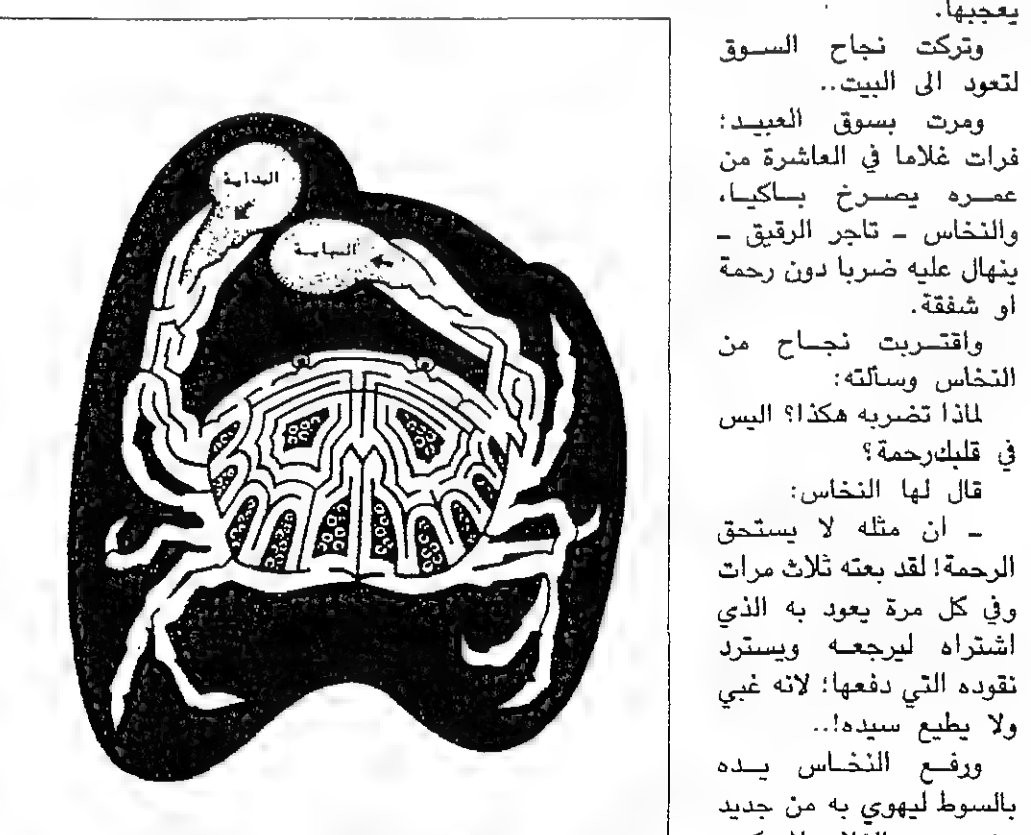 يعجبها.
وتركت نجاح السوق
لتعود الى البيت..
ومرت بسوق العبيد؛
فرات غلاما في العاشرة من
عمره يصرخ باكيا،
والنخاس - تاجر الرقيق -
ينهال عليه ضربا دون رحمة
او شفقة.
واقتربت نجاح من
النخاس وسألته:
لماذا تضربه هكذا؟ اليس
في قلبك رحمة؟
قال لها النخاس:
- ان مثله لا يستحق
الرحمة! لقد بعته ثلاث مرات
وفي كل مرة يعود به الذي
اشتراه ليرجعه ويسترد
نقوده التي دفعها؛ لانه غبي
ولا يطيع سيده!..
ورفع النخاس يده
بالسوط ليهوي به من جديد
البداية
النهاية